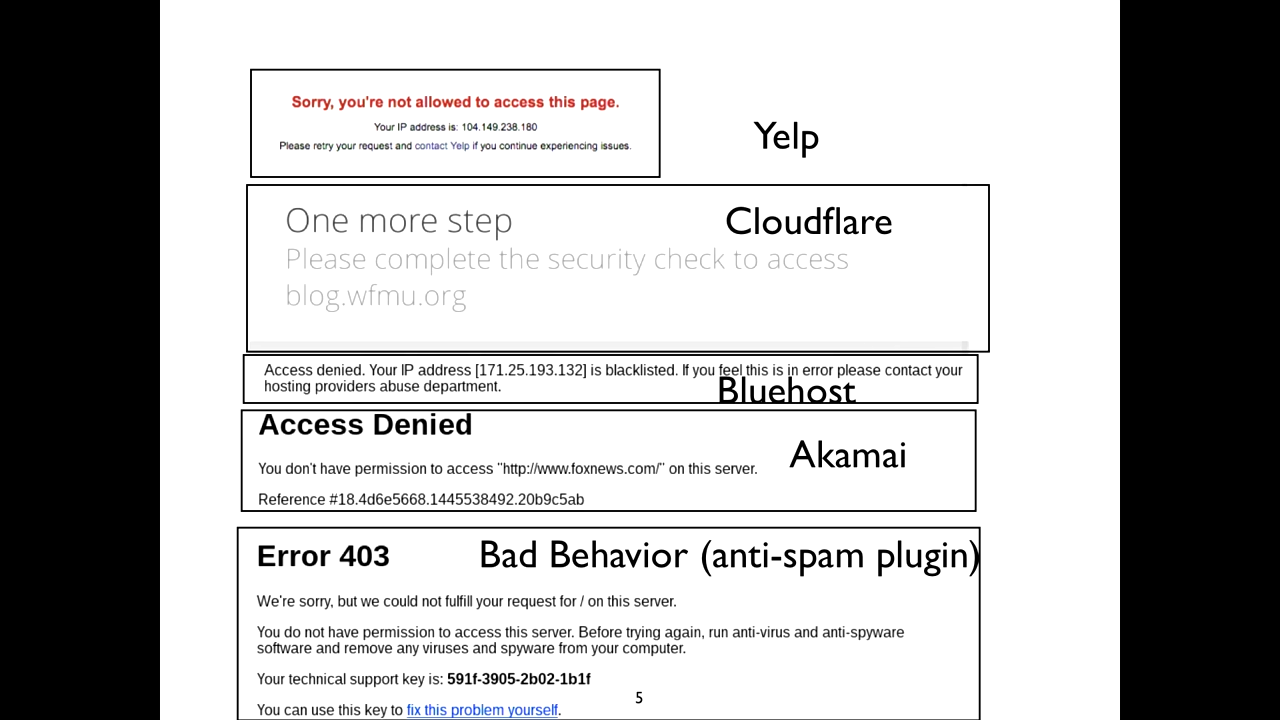 Sorry, you're not allowed to access this page.
Your IP address is: 104.149.238.180
Please retry your request and contact Yelp if you continue experiencing issues.
Yelp
One more step
Cloudflare
Please complete the security check to access
blog.wfmu.org
Access denied. Your IP address [171.25.193.132] is blacklisted. If you feel this is in error please contact your
hosting providers abuse department.
Bluehost
Access Denied
Akamai
You don't have permission to access "http://www.foxnews.com/" on this server.
Reference #18.4d6e5668.1445538492.20b9c5ab
Error 403
Bad Behavior (anti-spam plugin)
We're sorry, but we could not fulfill your request for / on this server.
You do not have permission to access this server. Before trying again, run anti-virus and anti-spyware
software and remove any viruses and spyware from your computer.
Your technical support key is: 591f-3905-2b02-1b1f
You can use this key to fix this problem yourself.
5